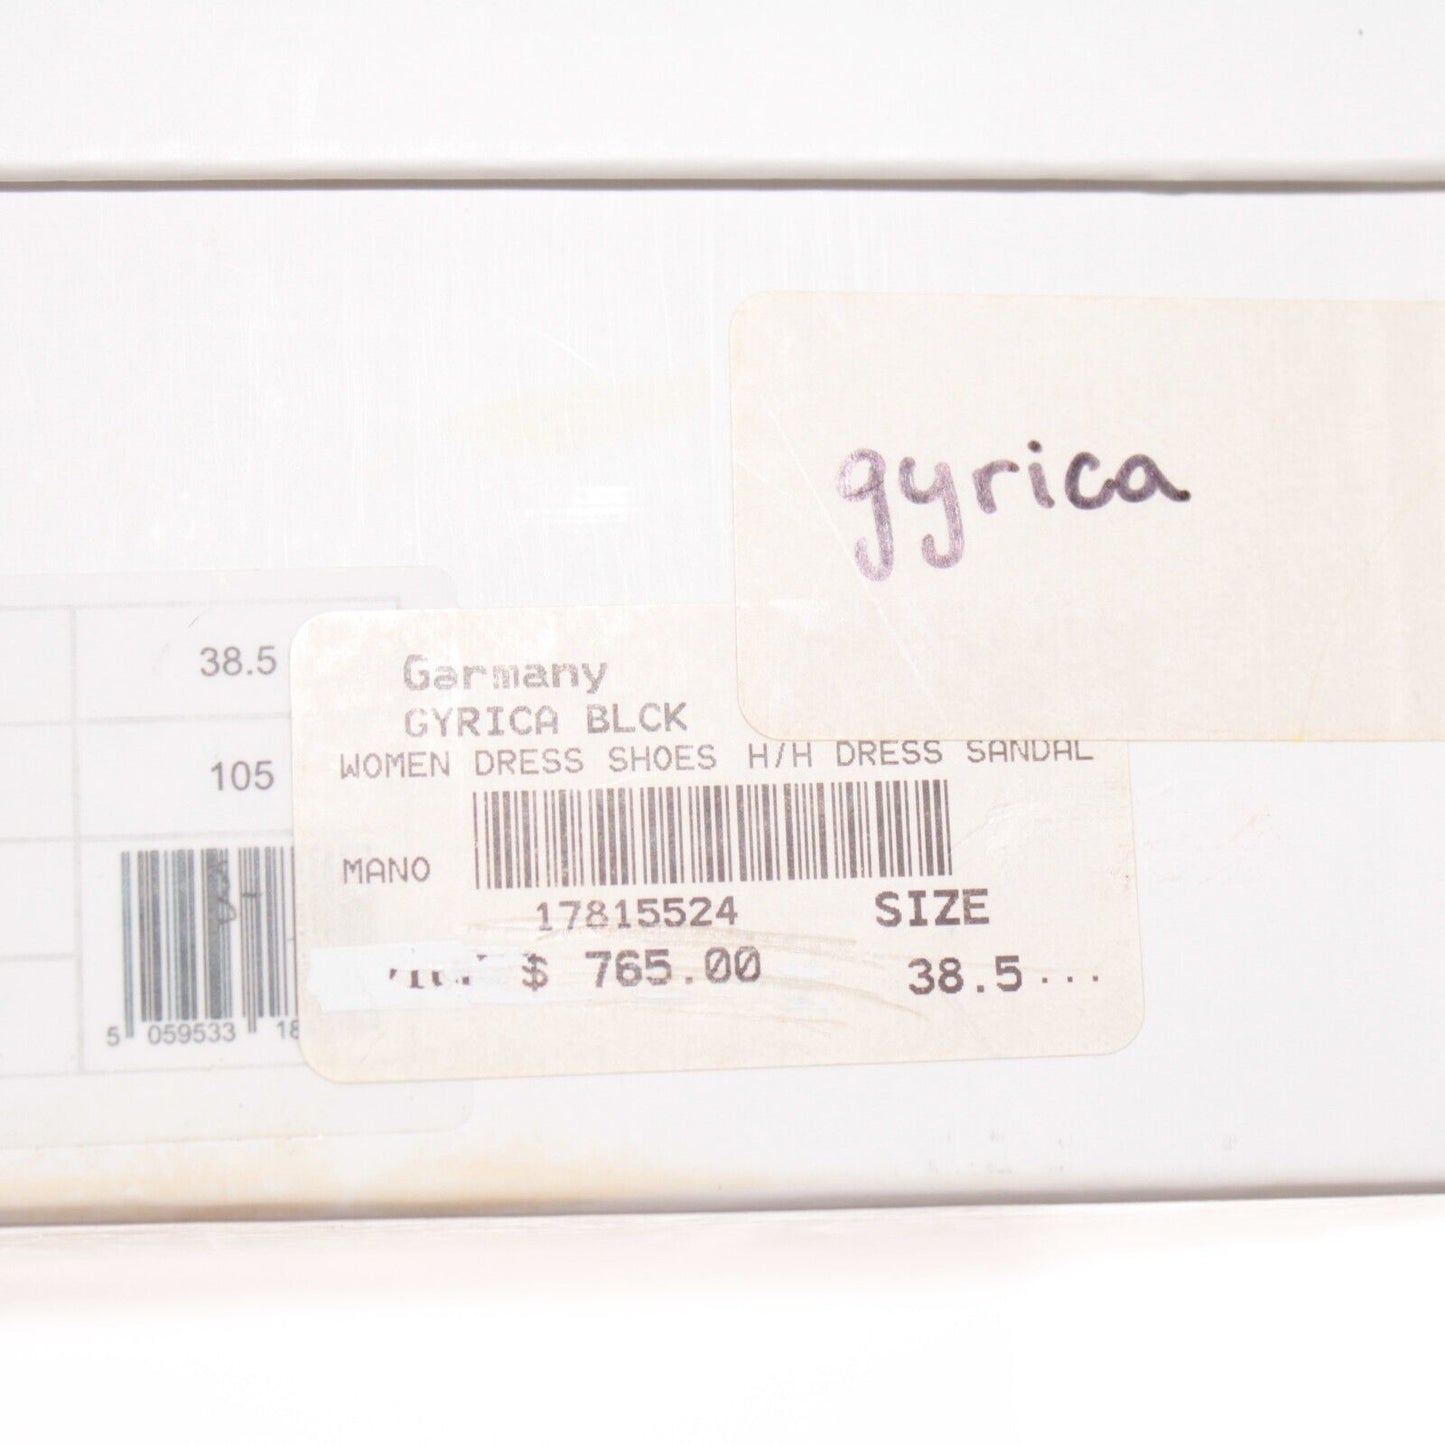 gyrica
38.5
105
5 059533 18
Garmany
GYRICA BLCK
WOMEN DRESS SHOES H/H DRESS SANDAL
MANO
17815524 SIZE
$ 765.00 38.5...